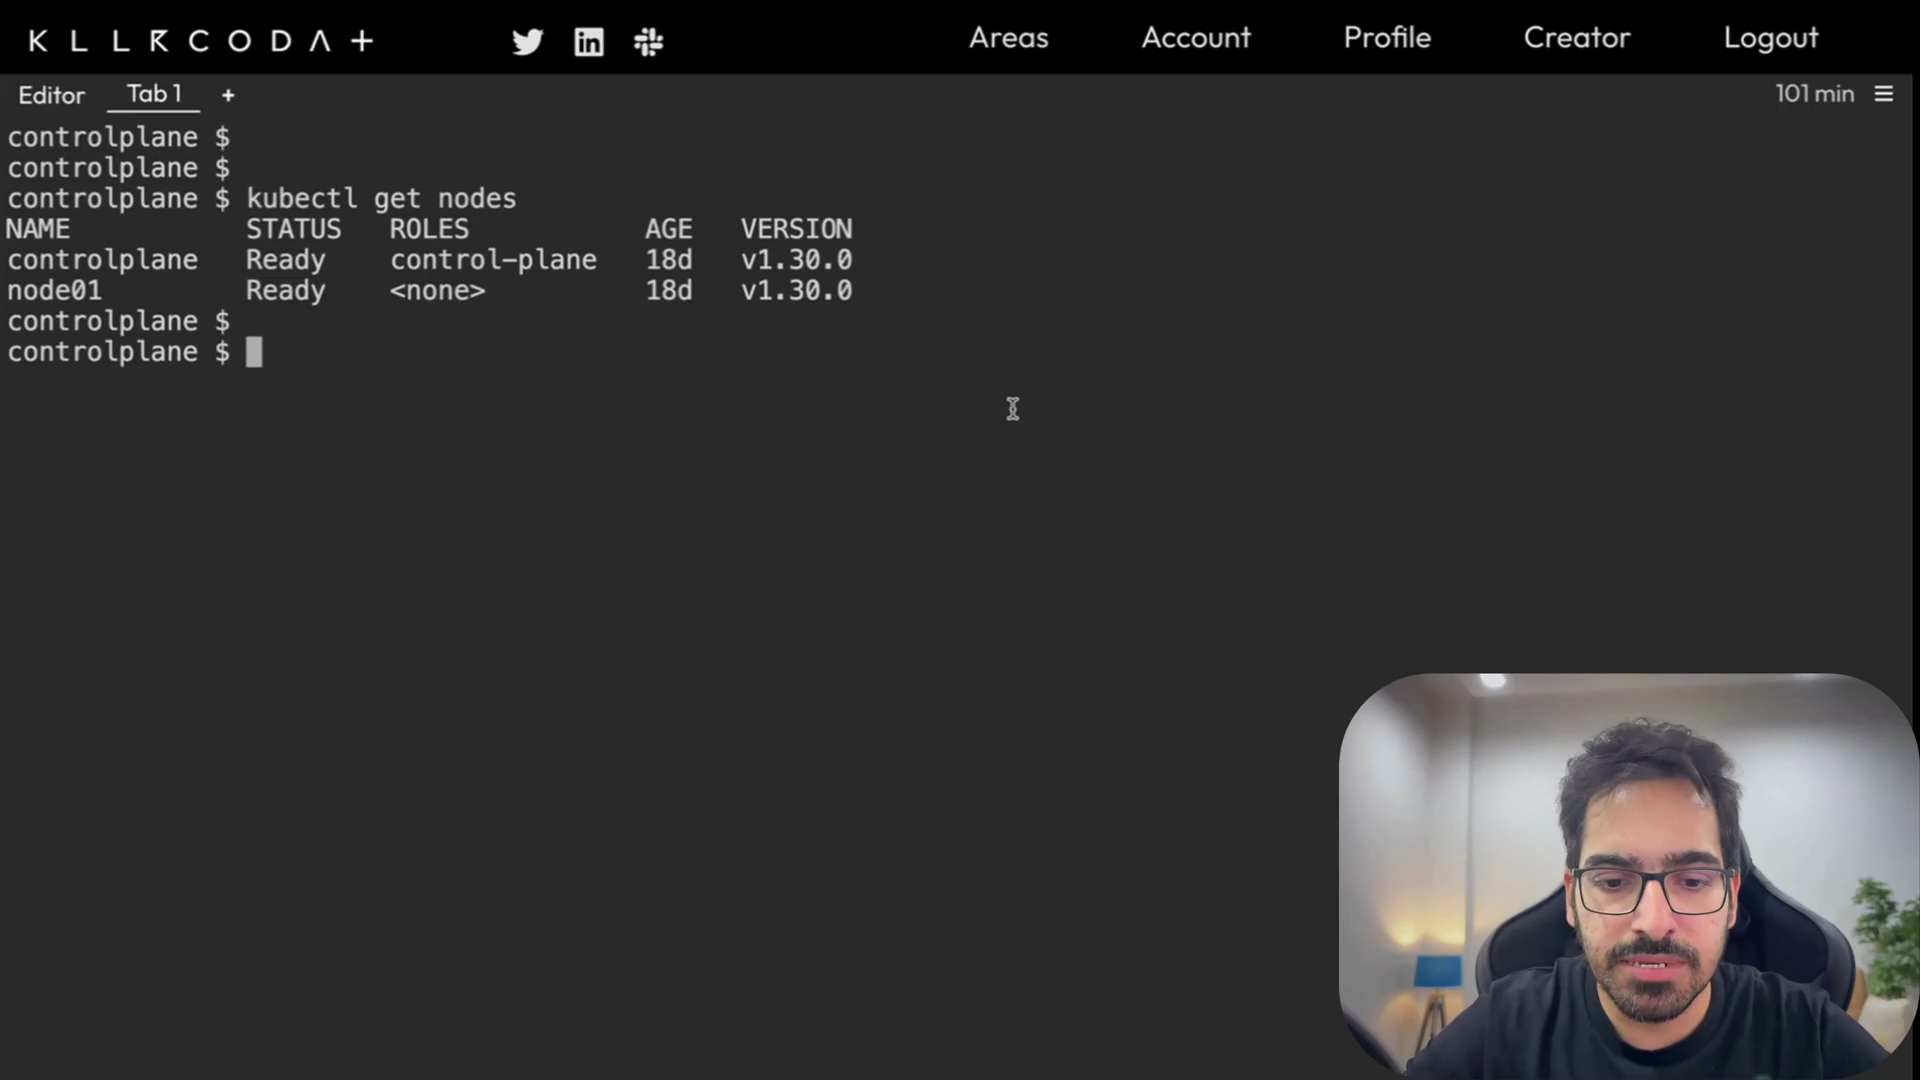 KLLRCODA+
Areas Account Profile Creator Logout
Editor Tab 1 +
101 min
controlplane $
controlplane $
controlplane $ kubectl get nodes
NAME STATUS ROLES AGE VERSION
controlplane Ready control-plane 18d v1.30.0
node01 Ready <none> 18d v1.30.0
controlplane $
controlplane $